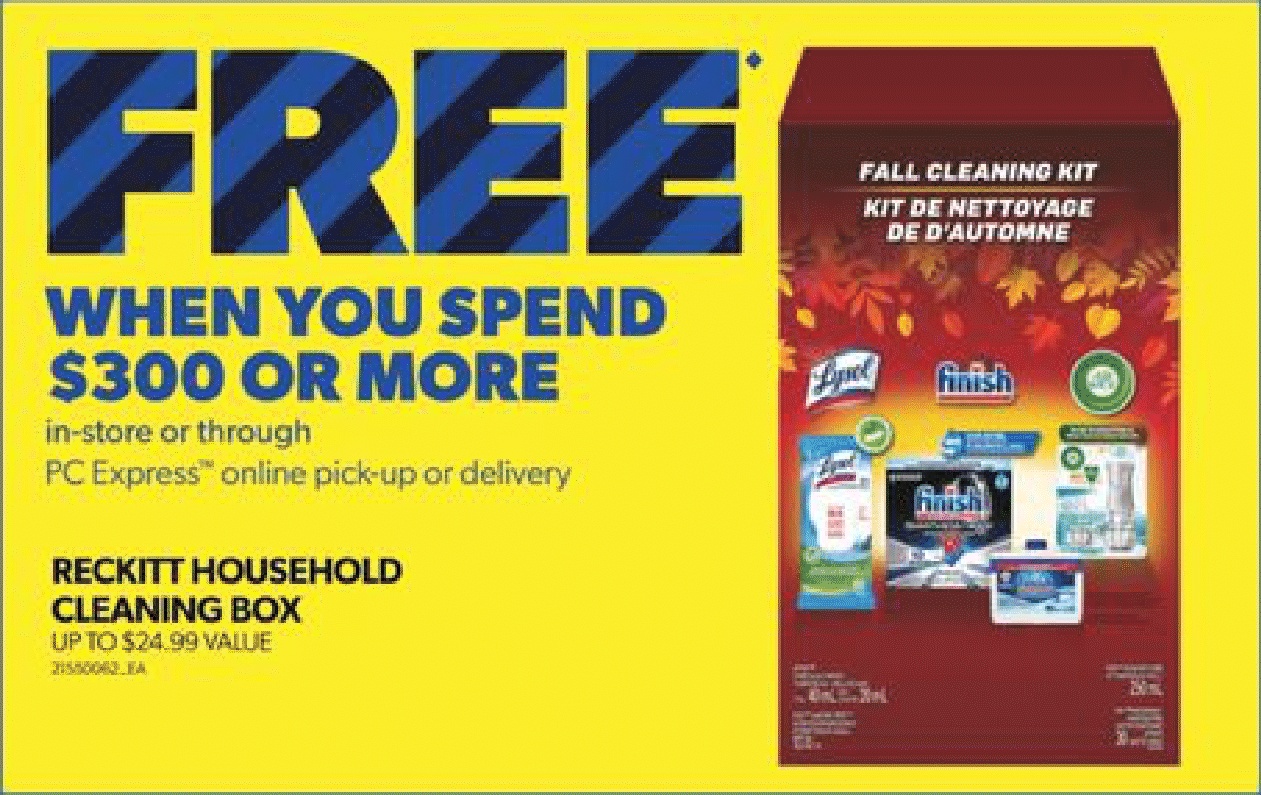 FREE
WHEN YOU SPEND
$300 OR MORE
in-store or through
PC Express™ online pick-up or delivery
RECKITT HOUSEHOLD
CLEANING BOX
UP TO $24.99 VALUE
21550062_EA
FALL CLEANING KIT
KIT DE NETTOYAGE
DE D'AUTOMNE
Lysol
finish
Lysol
finish